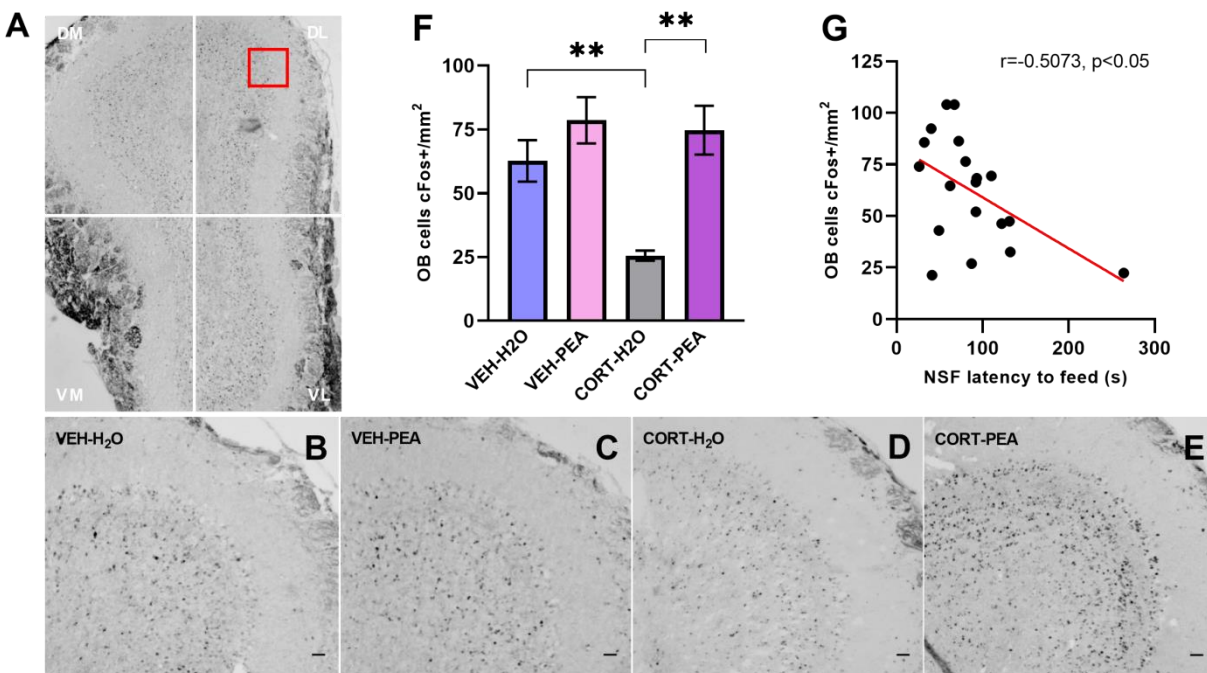 A
DM
DL
VM
VL
F
**
**
100
75
50
25
0
OB cells cFos+/mm²
VEH-H2O
VEH-PEA
CORT-H2O
CORT-PEA
G
r=-0.5073, p<0.05
125
100
75
50
25
0
OB cells cFos+/mm²
0 100 200 300
NSF latency to feed (s)
VEH-H₂O
B
VEH-PEA
C
CORT-H₂O
D
CORT-PEA
E